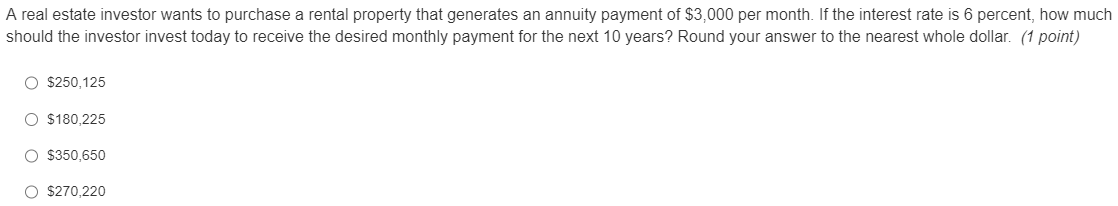 A real estate investor wants to purchase a rental property that generates an annuity payment of $3,000 per month. If the interest rate is 6 percent, how much
should the investor invest today to receive the desired monthly payment for the next 10 years? Round your answer to the nearest whole dollar. (1 point)
$250,125
$180,225
$350,650
$270,220